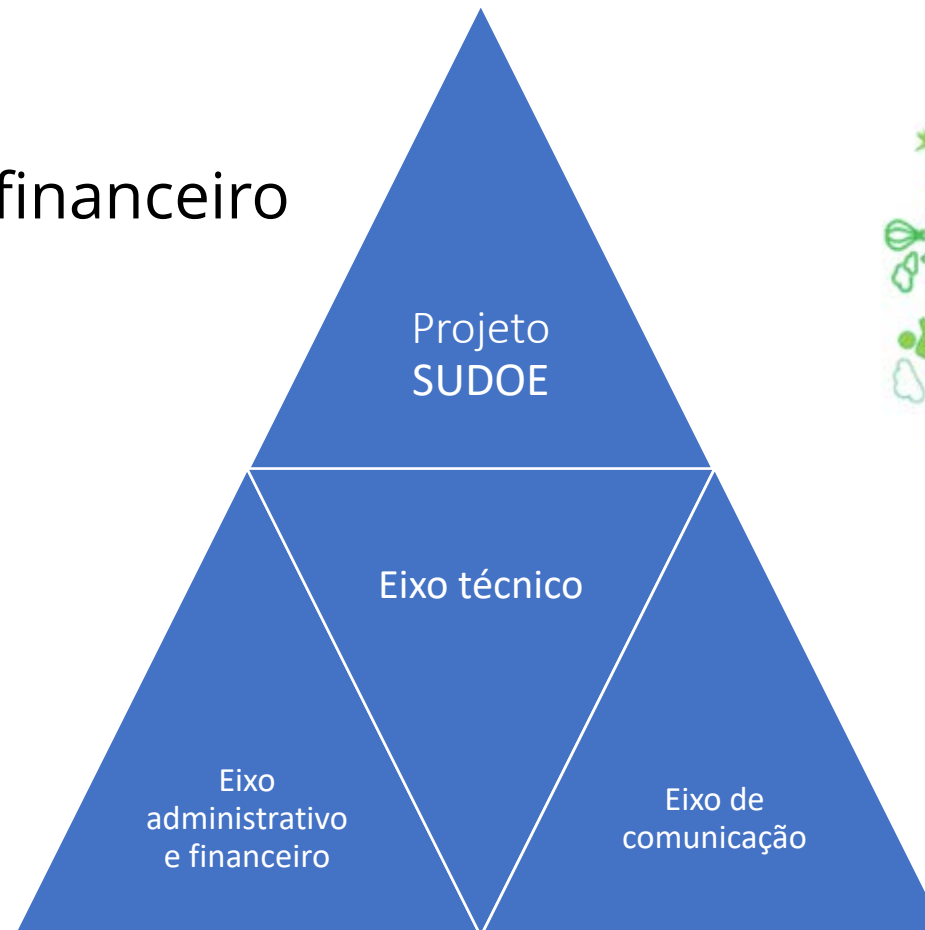 financeiro
Projeto
SUDOE
Eixo técnico
Eixo
administrativo
e financeiro
Eixo de
comunicação